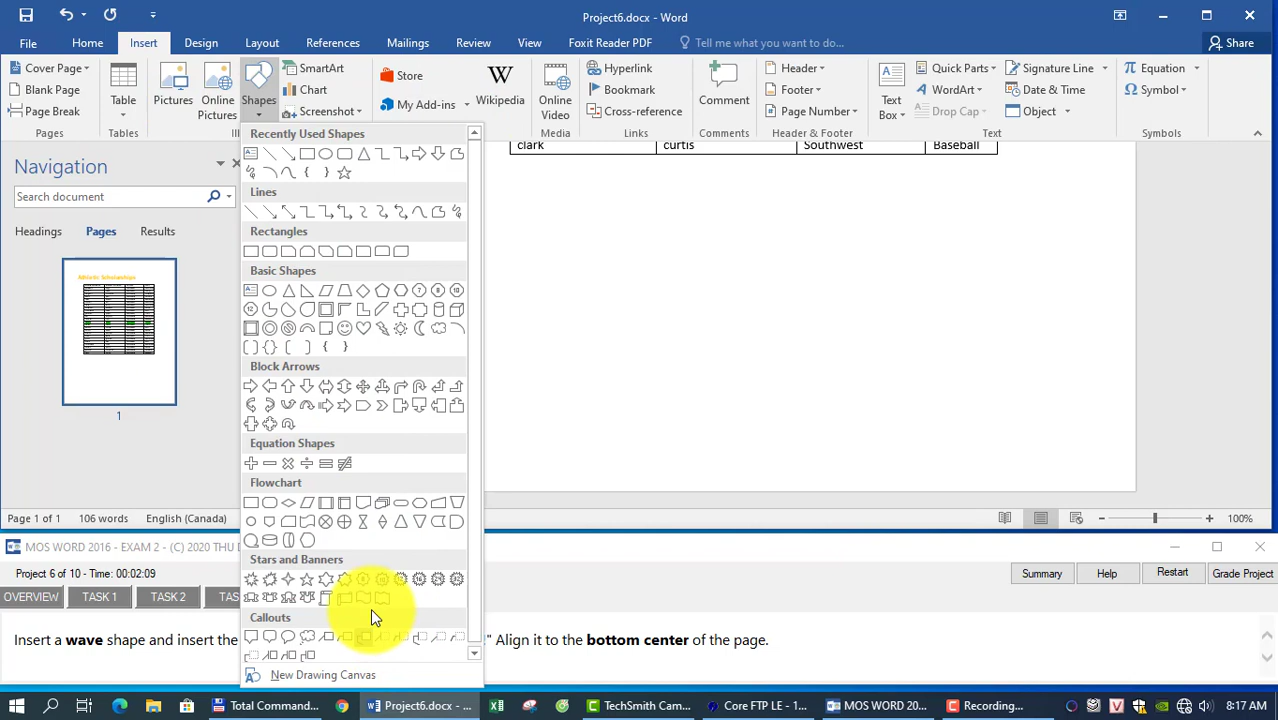 Project6.docx - Word
File Home Insert Design Layout References Mailings Review View Foxit Reader PDF Tell me what you want to do... Share
Cover Page
Blank Page
Page Break
Pages
Table
Tables
Pictures
Online Pictures
Shapes
SmartArt
Chart
Screenshot
Store
My Add-ins
Wikipedia
Online Video
Media
Hyperlink
Bookmark
Cross-reference
Links
Comment
Comments
Header
Footer
Page Number
Header & Footer
Text Box
Quick Parts
WordArt
Drop Cap
Signature Line
Date & Time
Object
Text
Equation
Symbol
Symbols
Recently Used Shapes
Lines
Rectangles
Basic Shapes
Block Arrows
Equation Shapes
Flowchart
Stars and Banners
Callouts
New Drawing Canvas
Navigation
Search document
Headings Pages Results
Athletic Scholarships
1
clark curtis Southwest Baseball
Page 1 of 1 106 words English (Canada)
100%
MOS WORD 2016 - EXAM 2 - (C) 2020 THU D
Project 6 of 10 - Time: 00:02:09
Summary Help Restart Grade Project
OVERVIEW TASK 1 TASK 2 TAS
Insert a wave shape and insert the
" Align it to the bottom center of the page.
Total Command... Project6.docx - ... TechSmith Cam... Core FTP LE - 1... MOS WORD 20... Recording... 8:17 AM